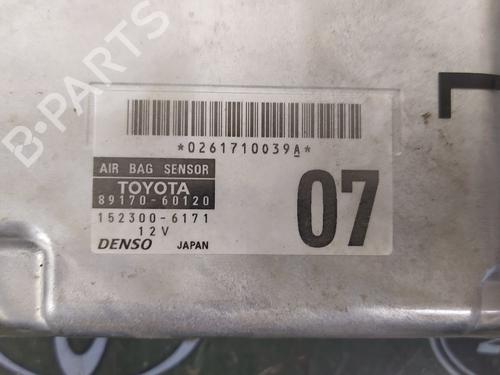 B-PARTS
*0261710039A*
AIR BAG SENSOR
TOYOTA
89170-60120
152300-6171
12V
DENSO JAPAN
07